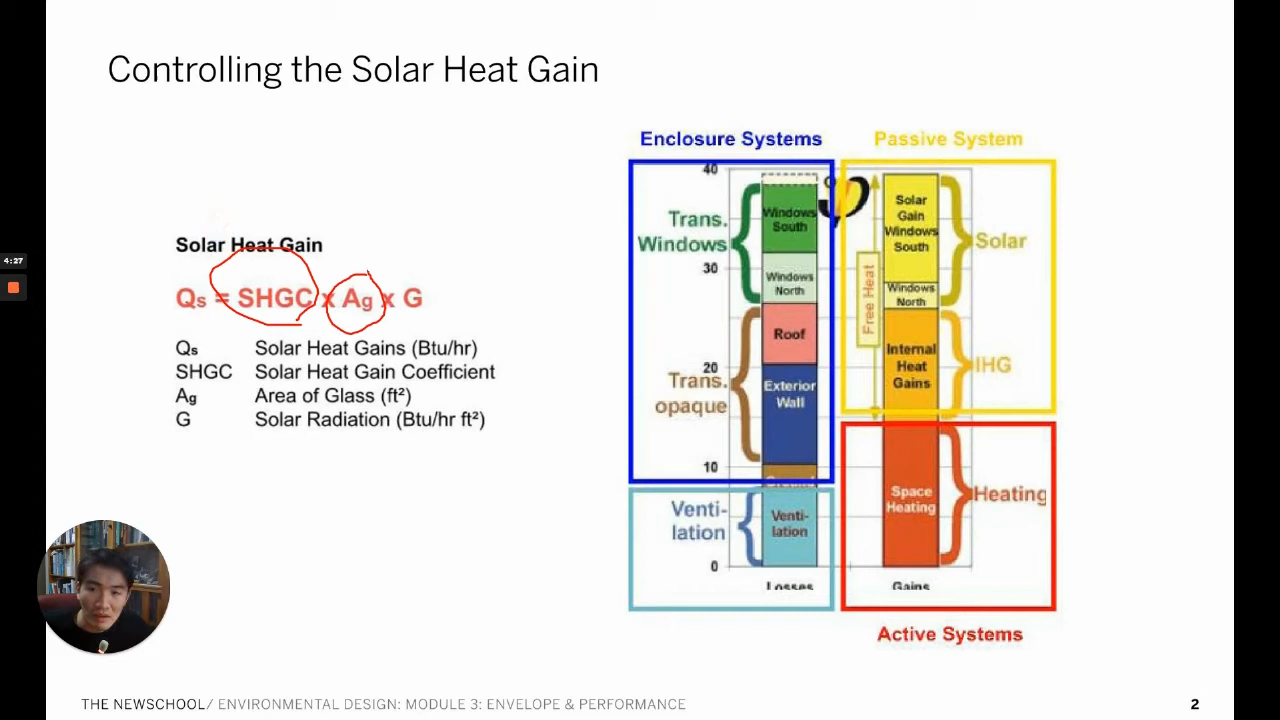 Controlling the Solar Heat Gain
4:27
Solar Heat Gain
Qs = SHGC x Ag x G
Qs Solar Heat Gains (Btu/hr)
SHGC Solar Heat Gain Coefficient
Ag Area of Glass (ft²)
G Solar Radiation (Btu/hr ft²)
Enclosure Systems
Passive System
40
30
20
10
0
Trans.
Windows
Trans.
opaque
Venti-
lation
Windows
South
Windows
North
Roof
Exterior
Wall
Venti-
lation
Losses
Free Heat
Solar
Gain
Windows
South
Windows
North
Internal
Heat
Gains
Space
Heating
Gains
Solar
IHG
Heating
Active Systems
THE NEWSCHOOL/ ENVIRONMENTAL DESIGN: MODULE 3: ENVELOPE & PERFORMANCE
2